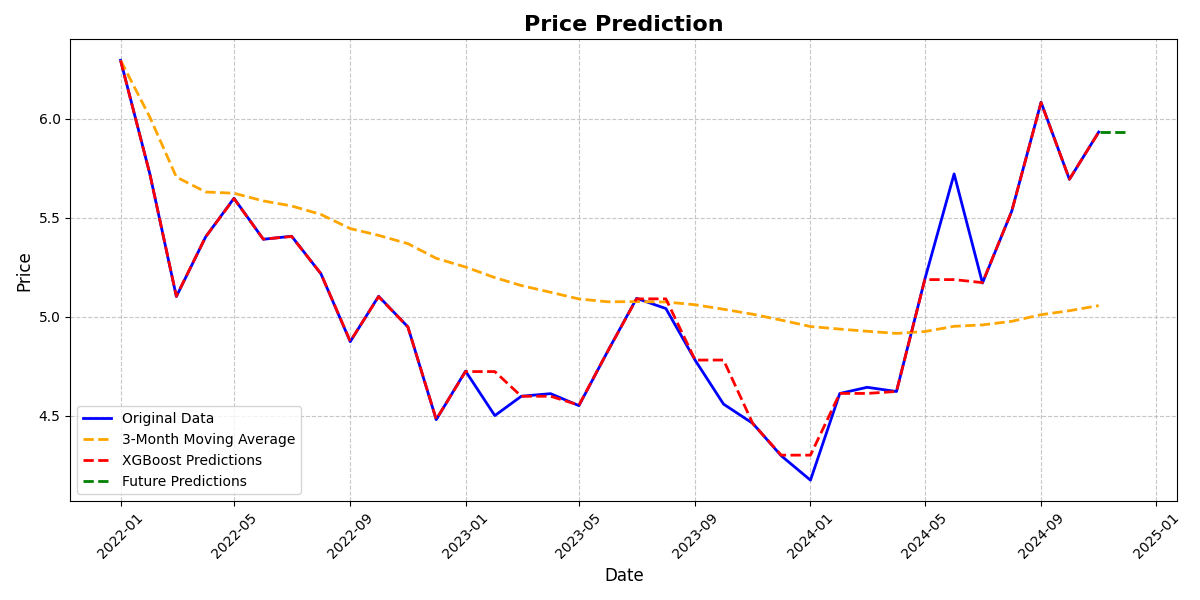 Price Prediction
Price
6.0
5.5
5.0
4.5
Original Data
3-Month Moving Average
XGBoost Predictions
Future Predictions
2022-01
2022-05
2022-09
2023-01
2023-05
2023-09
2024-01
2024-05
2024-09
2025-01
Date